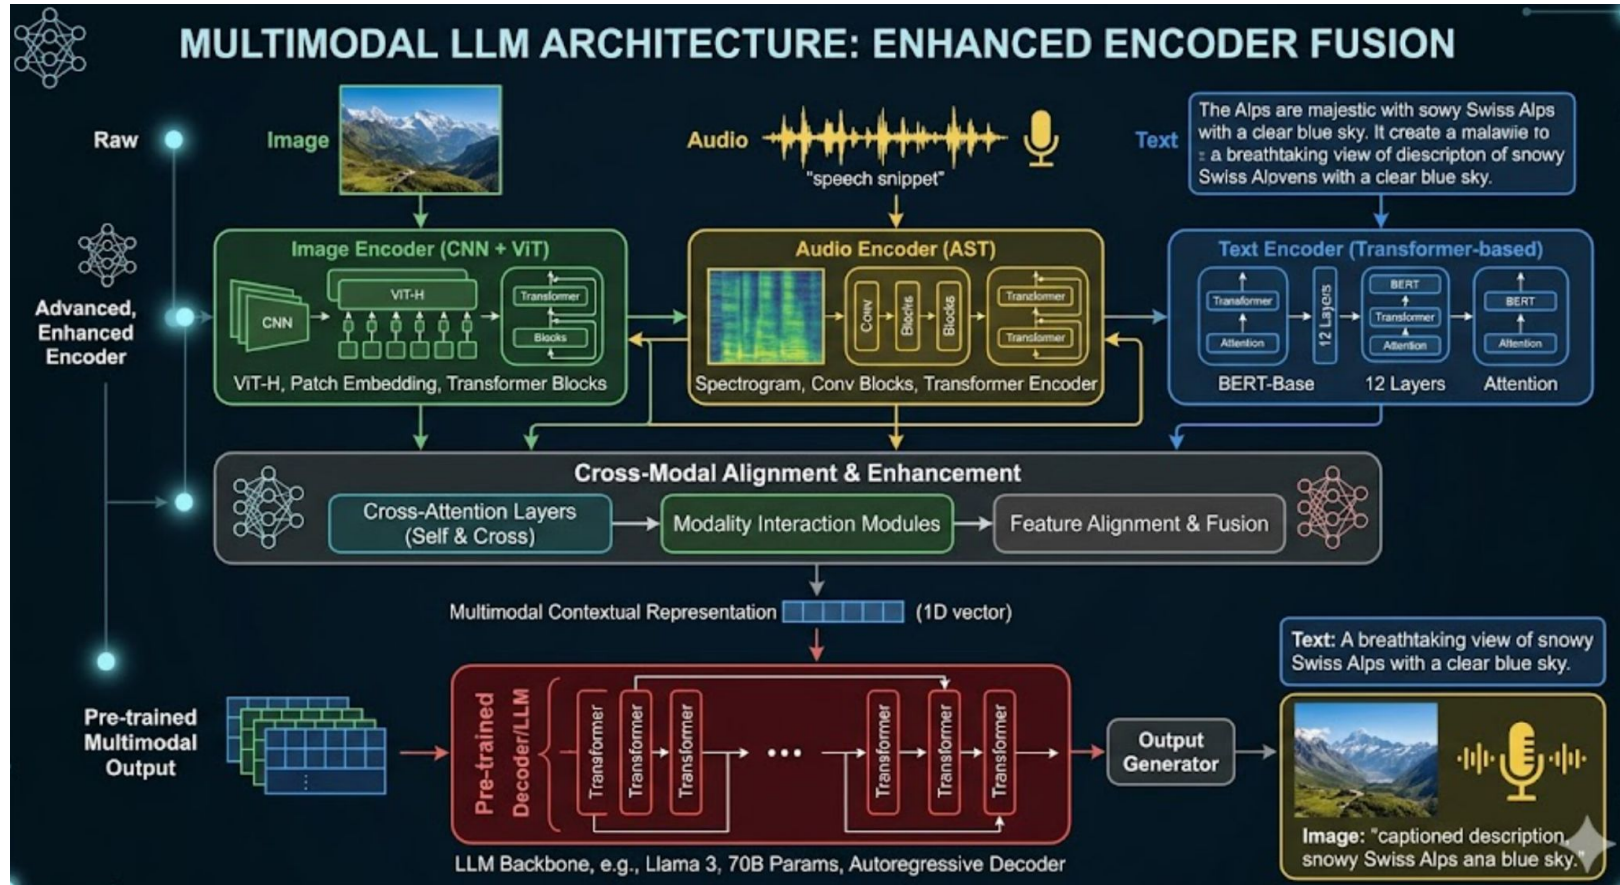 MULTIMODAL LLM ARCHITECTURE: ENHANCED ENCODER FUSION
Raw
Image
Audio
"speech snippet"
Text
The Alps are majestic with sowy Swiss Alps
with a clear blue sky. It create a malawie to
a breathtaking view of diescripton of snowy
Swiss Alpvens with a clear blue sky.
Advanced,
Enhanced
Encoder
Image Encoder (CNN + ViT)
CNN
ViT-H
Transformer
Blocks
ViT-H, Patch Embedding, Transformer Blocks
Audio Encoder (AST)
Conv
Blocks
Blocks
Transformer
Transformer
Spectrogram, Conv Blocks, Transformer Encoder
Text Encoder (Transformer-based)
Transformer
Attention
12 Layers
BERT
Transformer
Attention
BERT
Attention
BERT-Base
12 Layers
Attention
Cross-Modal Alignment & Enhancement
Cross-Attention Layers
(Self & Cross)
Modality Interaction Modules
Feature Alignment & Fusion
Multimodal Contextual Representation
(1D vector)
Pre-trained
Multimodal
Output
Pre-trained
Decoder/LLM
Transformer
Transformer
Transformer
...
Transformer
Transformer
Transformer
LLM Backbone, e.g., Llama 3, 70B Params, Autoregressive Decoder
Output
Generator
Text: A breathtaking view of snowy
Swiss Alps with a clear blue sky.
Image: "captioned description,
snowy Swiss Alps ana blue sky."